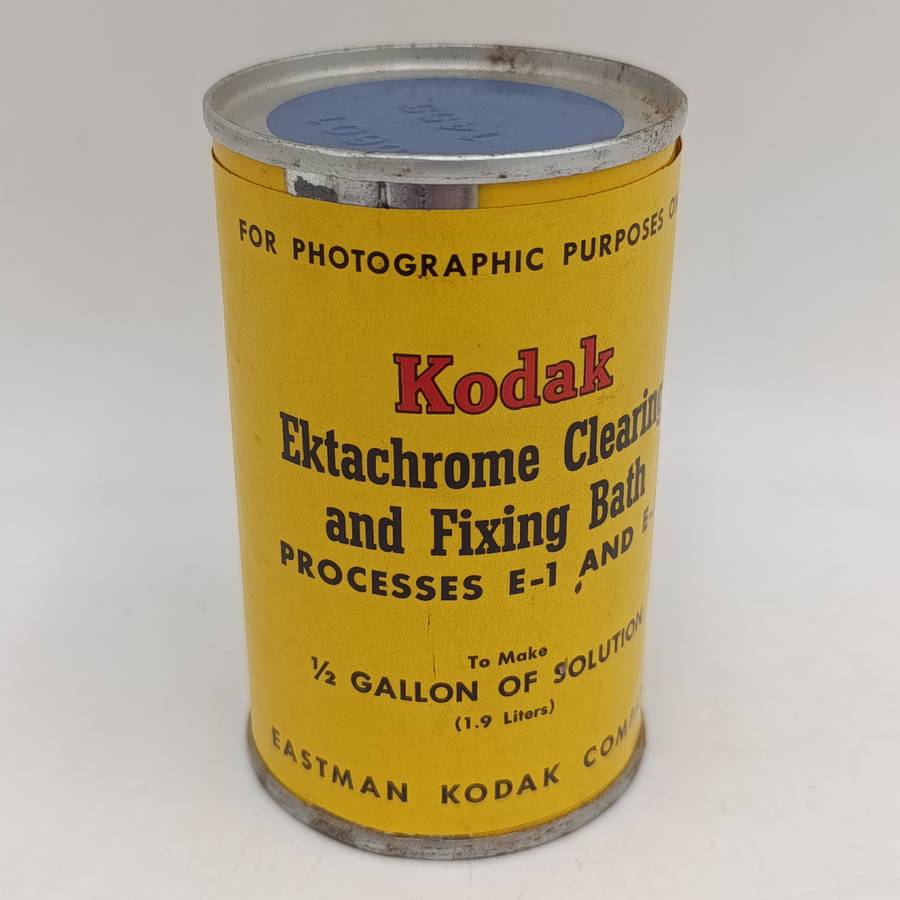 FOR PHOTOGRAPHIC PURPOSES
Kodak
Ektachrome Clearing
and Fixing Bath
PROCESSES E-1 AND E-
To Make
½ GALLON OF SOLUTION
(1.9 Liters)
EASTMAN KODAK COMPA